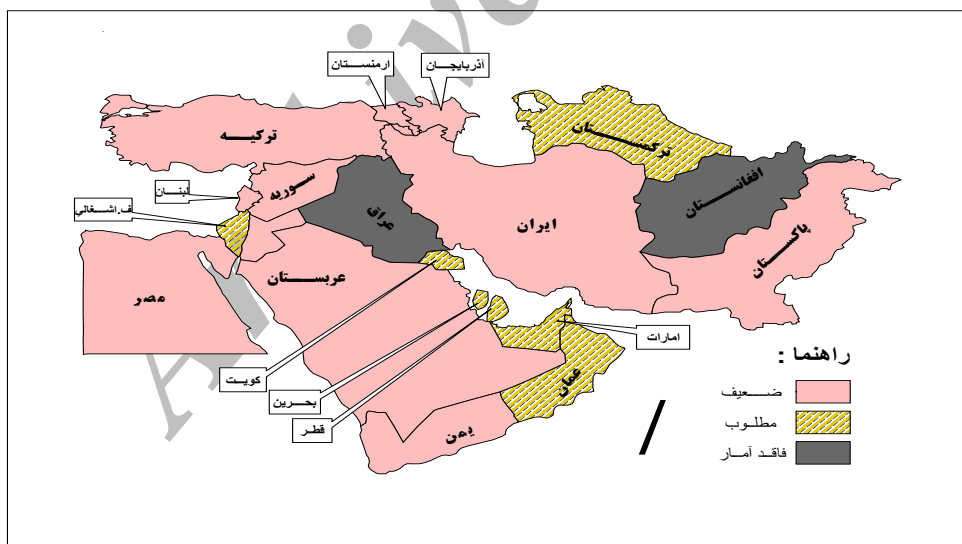 ارمنستان
آذربایجان
ترکیه
ترکمنستان
افغانستان
سوریه
لبنان
ف.اشغالی
عراق
ایران
پاکستان
عربستان
مصر
امارات
کویت
بحرین
قطر
عمان
یمن
راهنما :
ضعیف
مطلوب
فاقد آمار
/